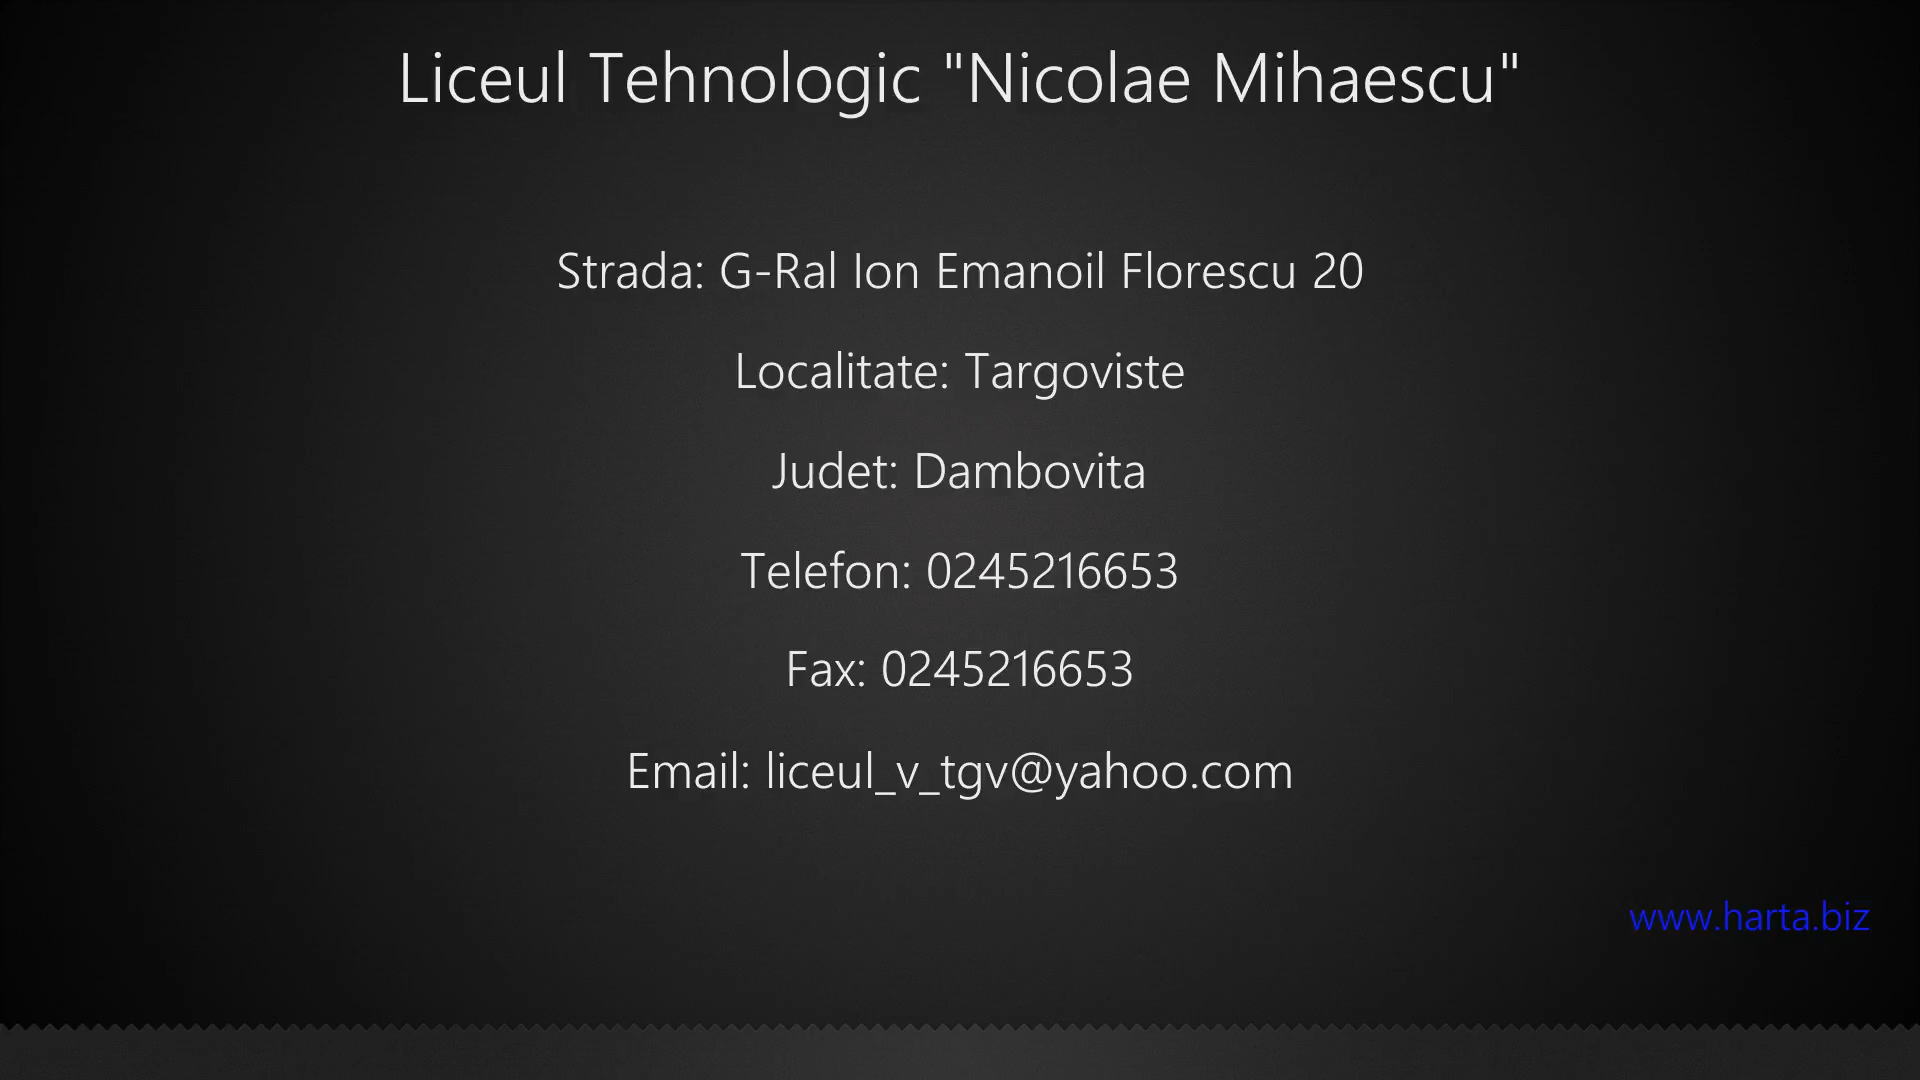 Liceul Tehnologic "Nicolae Mihaescu"
Strada: G-Ral Ion Emanoil Florescu 20
Localitate: Targoviste
Judet: Dambovita
Telefon: 0245216653
Fax: 0245216653
Email: liceul_v_tgv@yahoo.com
www.harta.biz